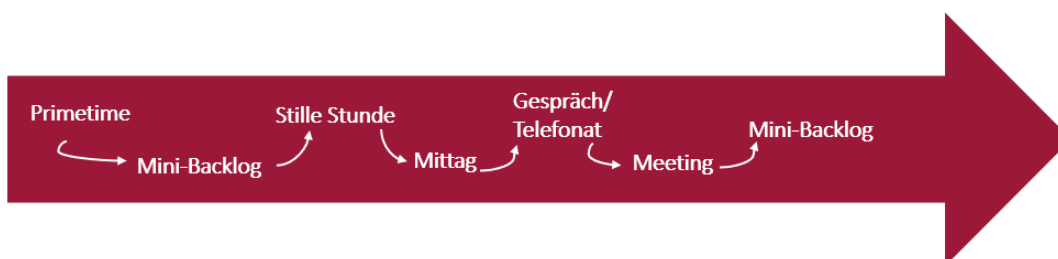 Primetime
Mini-Backlog
Stille Stunde
Mittag
Gespräch/
Telefonat
Meeting
Mini-Backlog